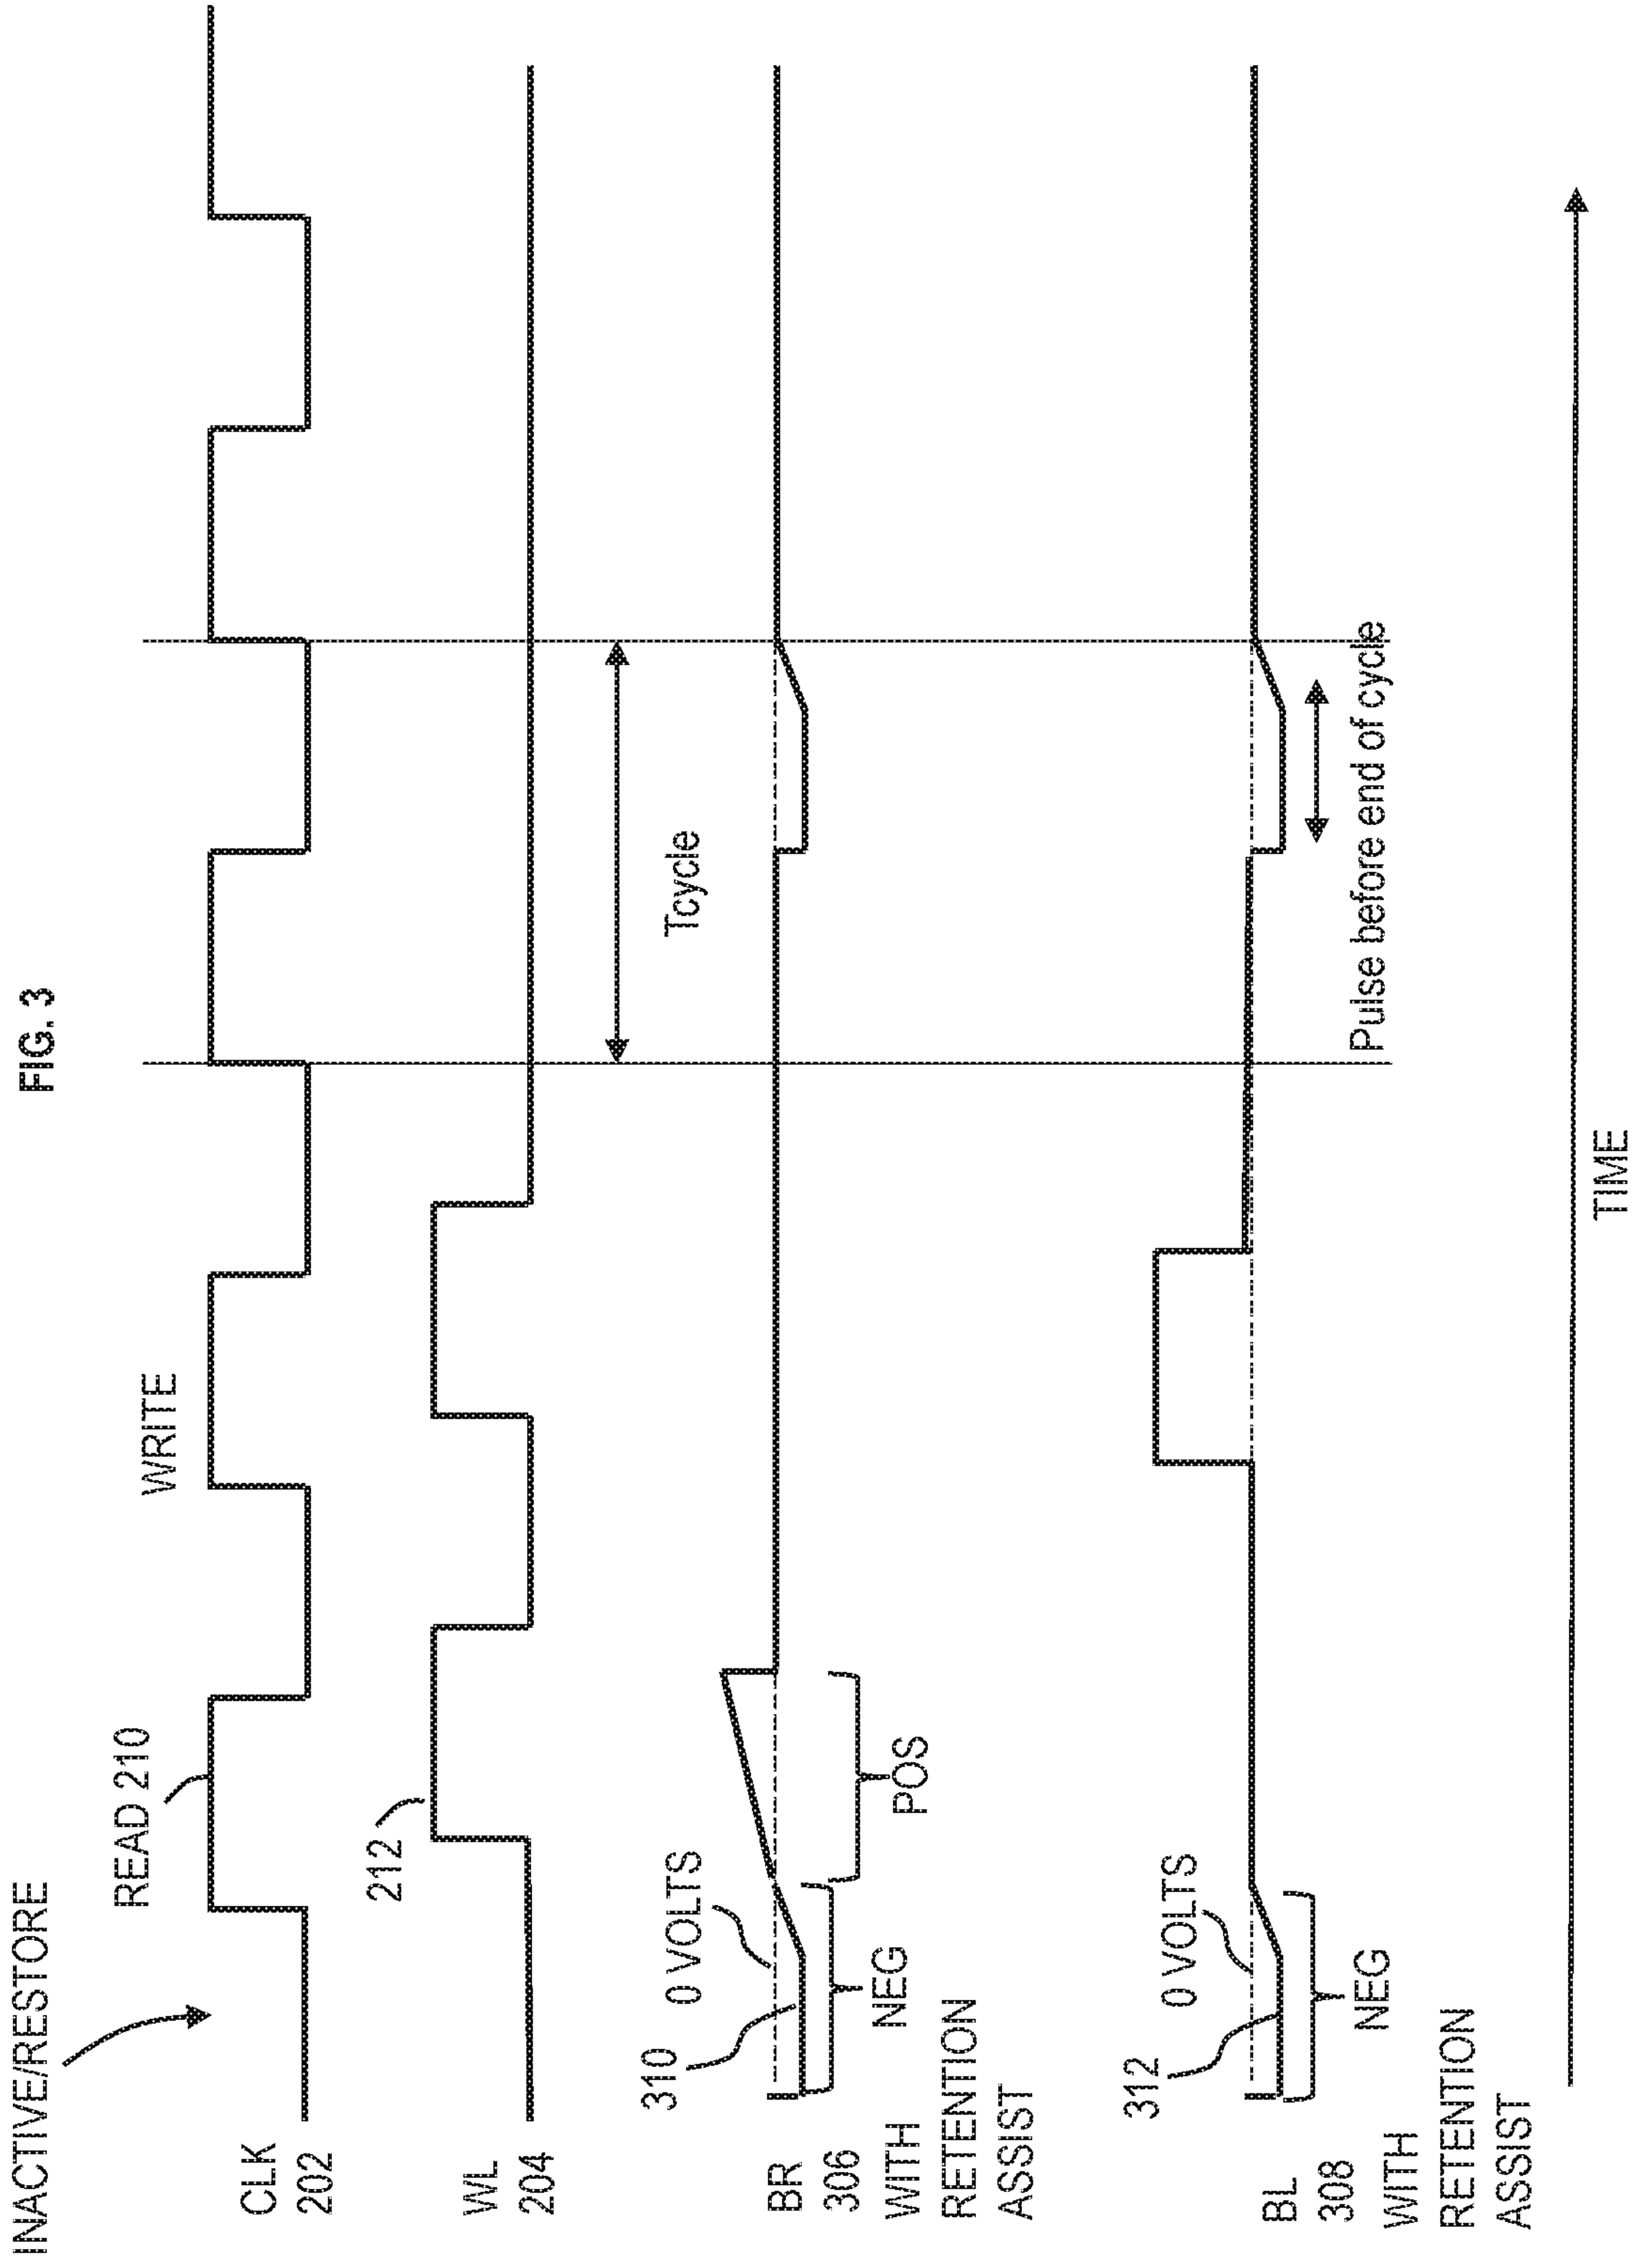 FIG. 3
INACTIVE/RESTORE
READ 210
WRITE
CLK
202
212
WL
204
Tcycle
310
0 VOLTS
NEG
POS
BR
306
WITH
RETENTION
ASSIST
312
0 VOLTS
NEG
Pulse before end of cycle
BL
308
WITH
RETENTION
ASSIST
TIME